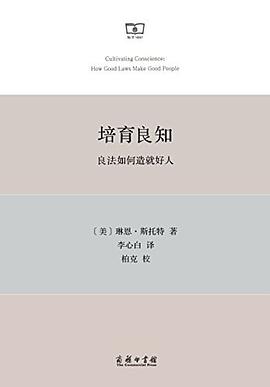 Cultivating Conscience:
How Good Laws Make Good People
培育良知
良法如何造就好人
〔美〕琳恩·斯托特 著
李心白 译
柏克 校
商务印书馆
The Commercial Press